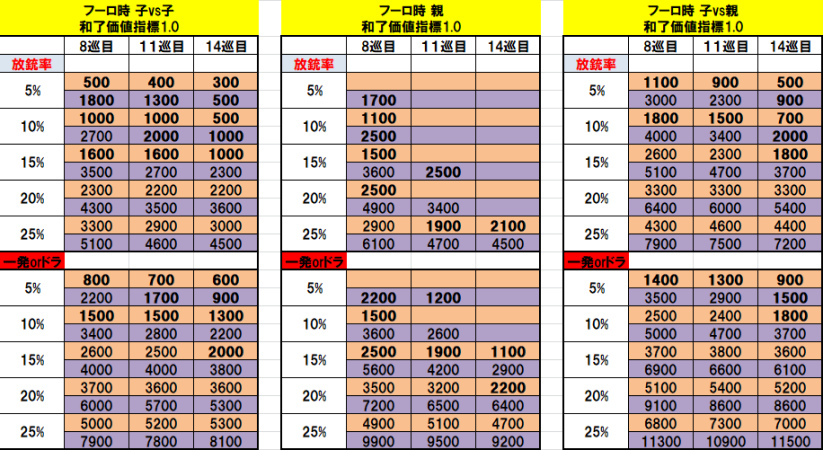 フーロ時 子vs子
和了価値指標1.0
8巡目 11巡目 14巡目
放銃率
5% 500 400 300
1800 1300 500
10% 1000 1000 500
2700 2000 1000
15% 1600 1600 1000
3500 2700 2300
20% 2300 2200 2200
4300 3500 3600
25% 3300 2900 3000
5100 4600 4500
一発orドラ
5% 800 700 600
2200 1700 900
10% 1500 1500 1300
3400 2800 2200
15% 2600 2500 2000
4000 4000 3800
20% 3700 3600 3600
6000 5700 5300
25% 5000 5200 5300
7900 7800 8100
フーロ時 親
和了価値指標1.0
8巡目 11巡目 14巡目
放銃率
5%
1700
10% 1100
2500
15% 1500
3600 2500
20% 2500
4900 3400
25% 2900 1900 2100
6100 4700 4500
一発orドラ
5%
2200 1200
10% 1500
3600 2600
15% 2500 1900 1100
5600 4200 2900
20% 3500 3200 2200
7200 6500 6400
25% 4900 5100 4700
9900 9500 9200
フーロ時 子vs親
和了価値指標1.0
8巡目 11巡目 14巡目
放銃率
5% 1100 900 500
3000 2300 900
10% 1800 1500 700
4000 3400 2000
15% 2600 2300 1800
5100 4700 3700
20% 3300 3300 3300
6400 6000 5400
25% 4300 4600 4400
7900 7500 7200
一発orドラ
5% 1400 1300 900
3500 2900 1500
10% 2500 2400 1800
5000 4700 3700
15% 3700 3800 3600
6900 6600 6100
20% 5100 5400 5200
9100 8600 8600
25% 6800 7300 7000
11300 10900 11500